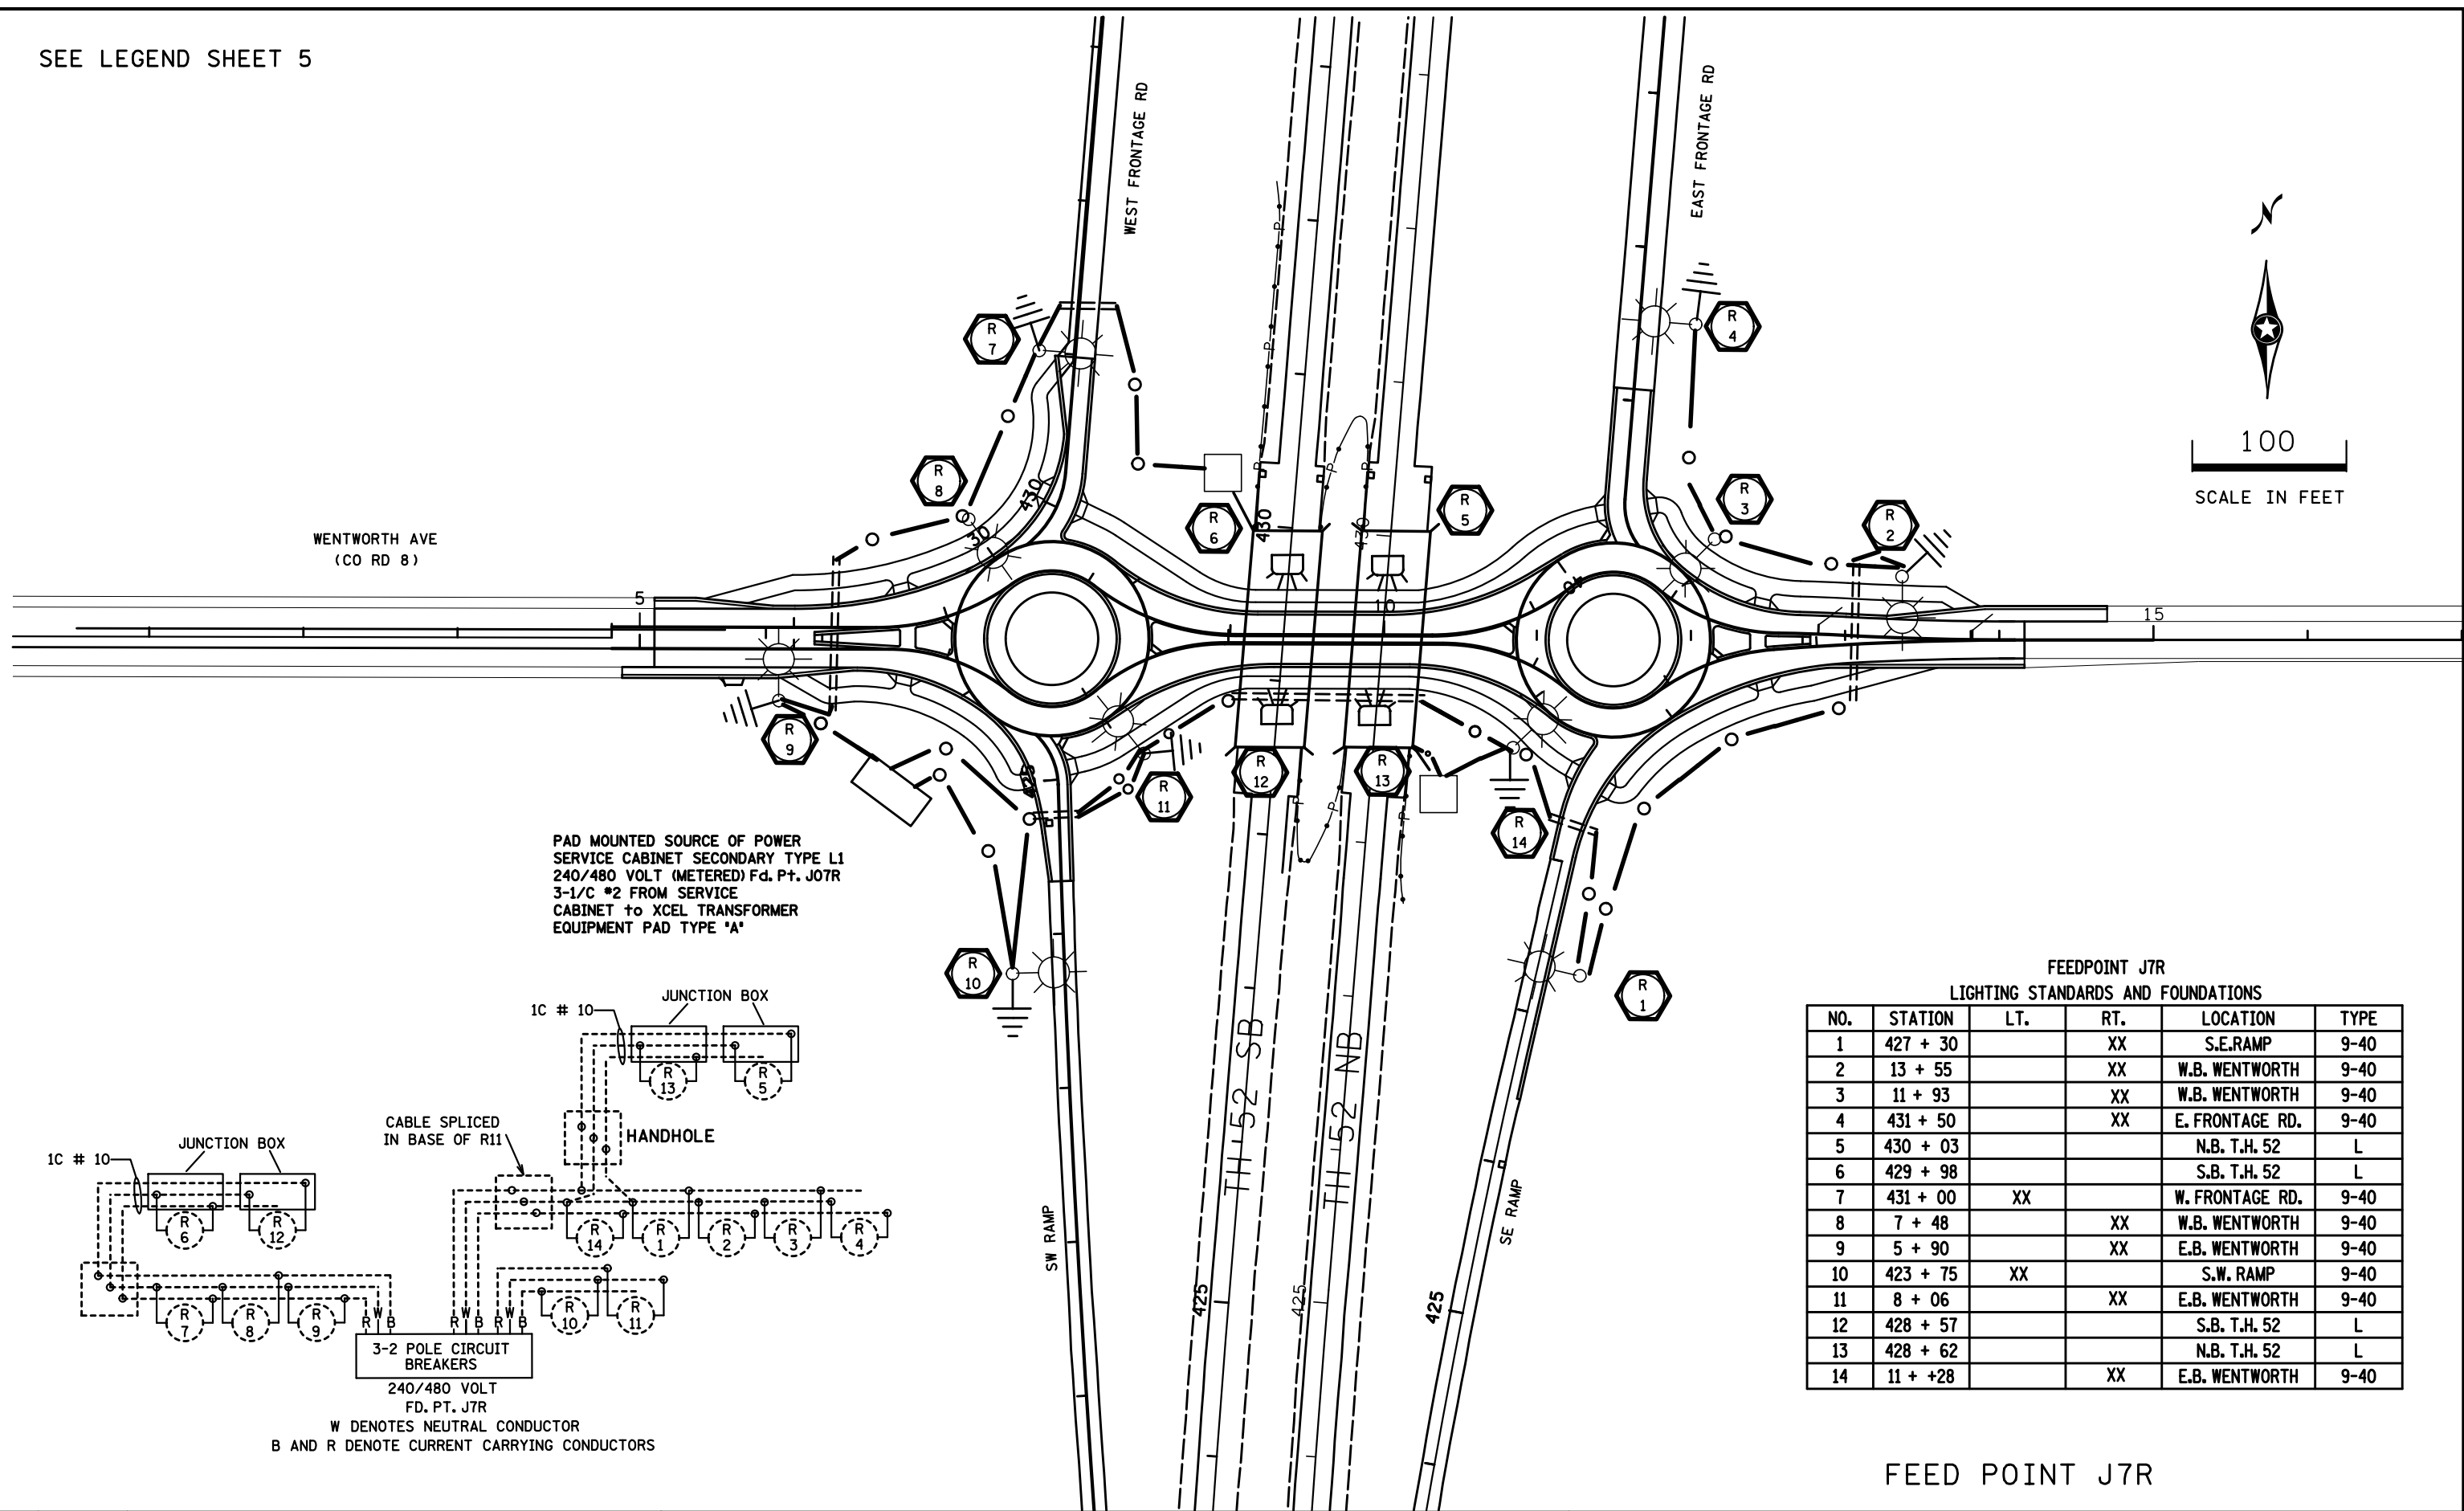 SEE LEGEND SHEET 5
WEST FRONTAGE RD
EAST FRONTAGE RD
N
100
SCALE IN FEET
WENTWORTH AVE
(CO RD 8)
R 7
R 4
R 8
R 3
R 6
R 5
R 2
P
P
P
P
P
430
30
430
430
5
10
15
R 9
425
R 11
R 12
R 13
R 14
P
P
P
PAD MOUNTED SOURCE OF POWER
SERVICE CABINET SECONDARY TYPE L1
240/480 VOLT (METERED) Fd. Pt. J07R
3-1/C #2 FROM SERVICE
CABINET to XCEL TRANSFORMER
EQUIPMENT PAD TYPE "A"
R 10
R 1
TH 52 SB
TH 52 NB
SW RAMP
SE RAMP
425
425
425
1C # 10
JUNCTION BOX
R 13
R 5
HANDHOLE
CABLE SPLICED
IN BASE OF R11
1C # 10
JUNCTION BOX
R 6
R 12
R 14
R 1
R 2
R 3
R 4
R 7
R 8
R 9
R 10
R 11
R W B
R W B R W B
3-2 POLE CIRCUIT
BREAKERS
240/480 VOLT
FD. PT. J7R
W DENOTES NEUTRAL CONDUCTOR
B AND R DENOTE CURRENT CARRYING CONDUCTORS
FEEDPOINT J7R
LIGHTING STANDARDS AND FOUNDATIONS
NO. STATION LT. RT. LOCATION TYPE
1 427 + 30 XX S.E.RAMP 9-40
2 13 + 55 XX W.B. WENTWORTH 9-40
3 11 + 93 XX W.B. WENTWORTH 9-40
4 431 + 50 XX E. FRONTAGE RD. 9-40
5 430 + 03 N.B. T.H. 52 L
6 429 + 98 S.B. T.H. 52 L
7 431 + 00 XX W. FRONTAGE RD. 9-40
8 7 + 48 XX W.B. WENTWORTH 9-40
9 5 + 90 XX E.B. WENTWORTH 9-40
10 423 + 75 XX S.W. RAMP 9-40
11 8 + 06 XX E.B. WENTWORTH 9-40
12 428 + 57 S.B. T.H. 52 L
13 428 + 62 N.B. T.H. 52 L
14 11 + +28 XX E.B. WENTWORTH 9-40
FEED POINT J7R